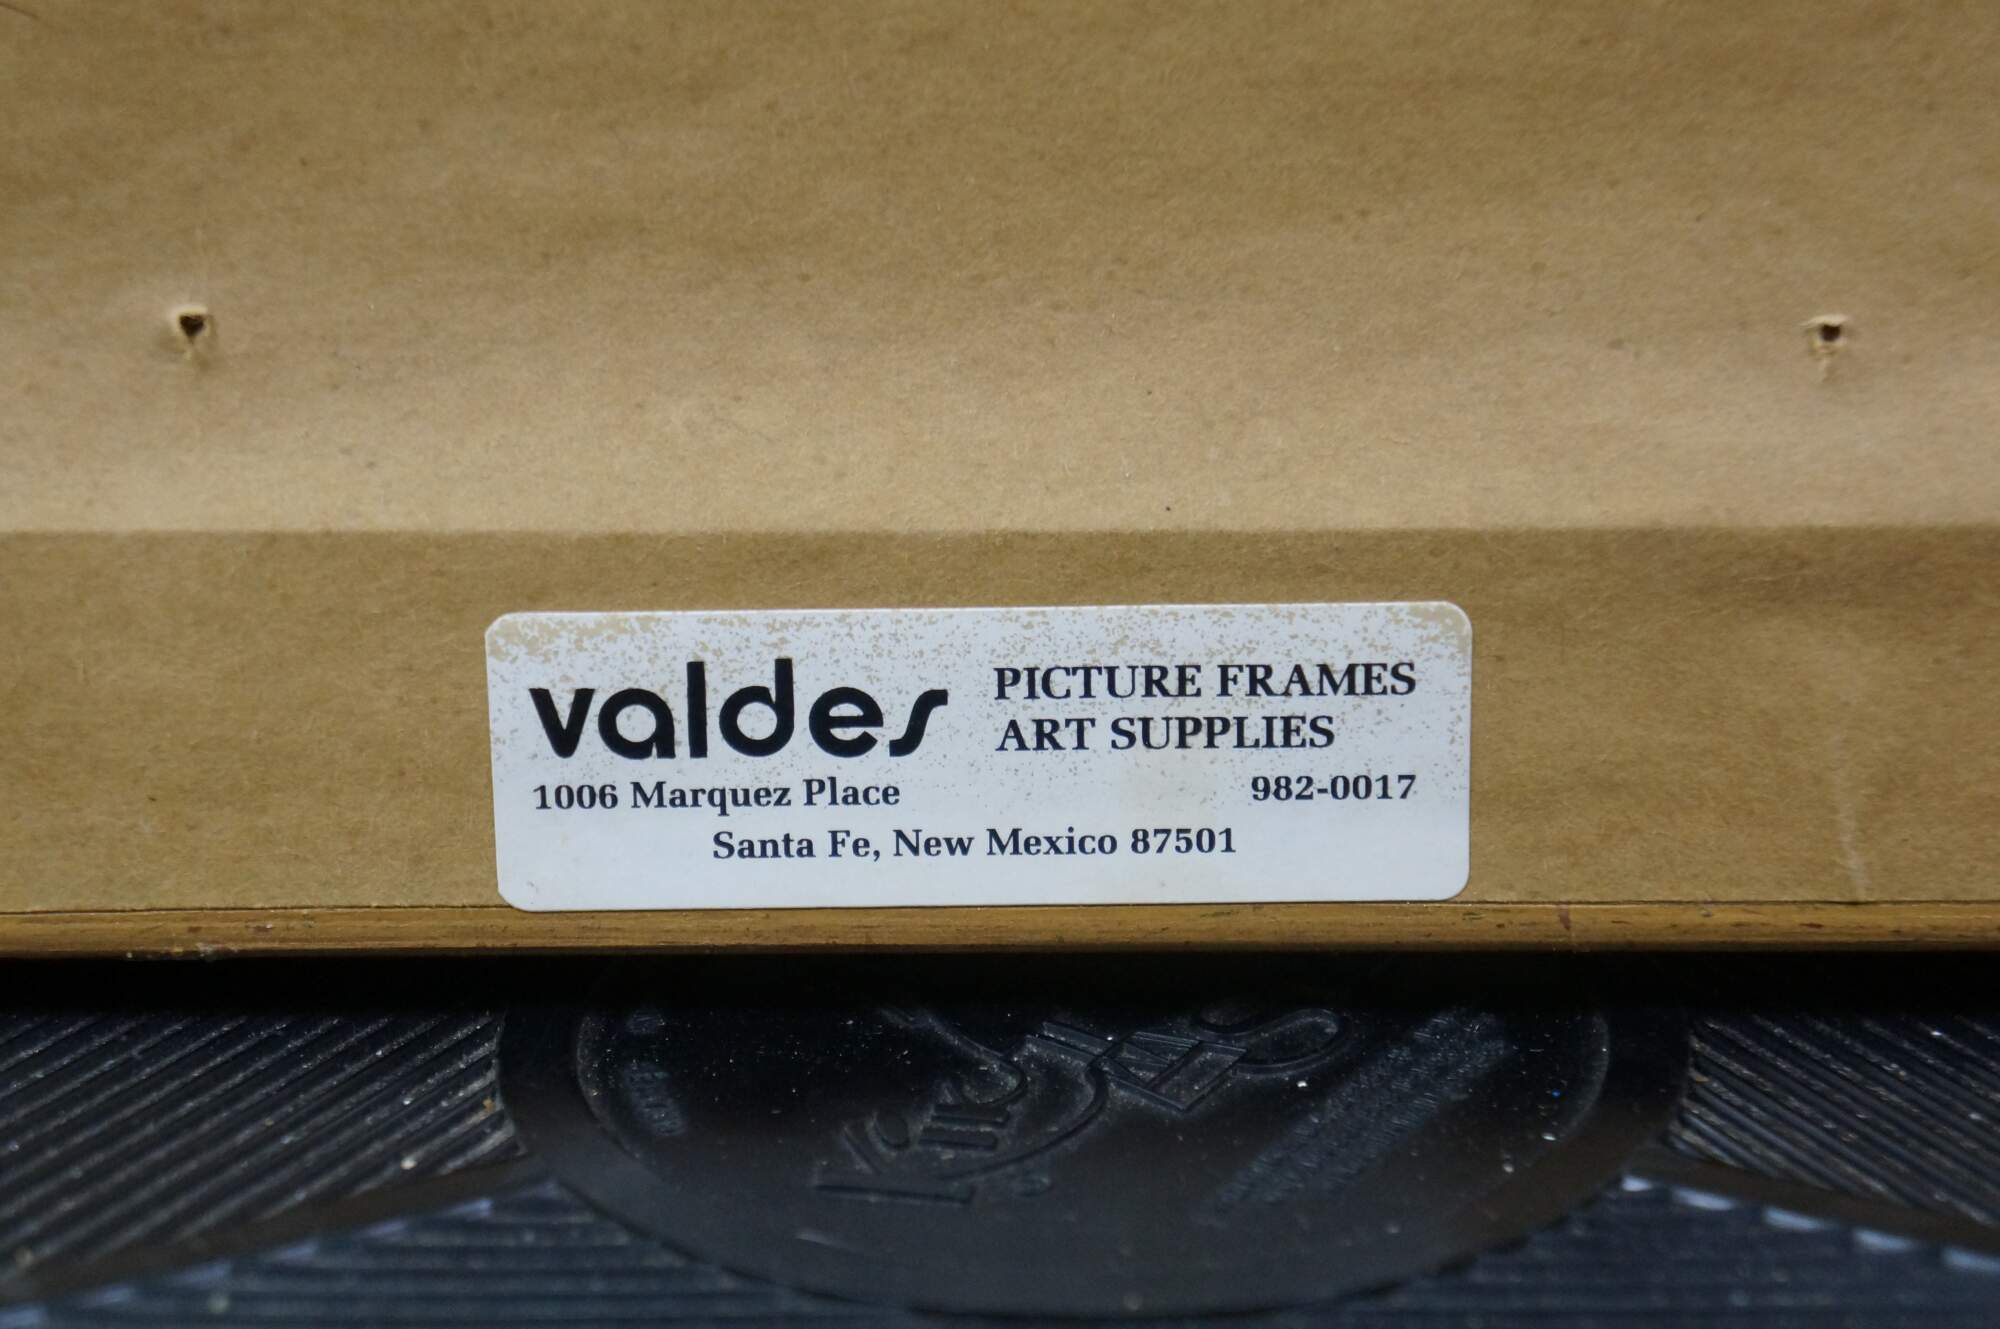 valdes PICTURE FRAMES
ART SUPPLIES
1006 Marquez Place 982-0017
Santa Fe, New Mexico 87501